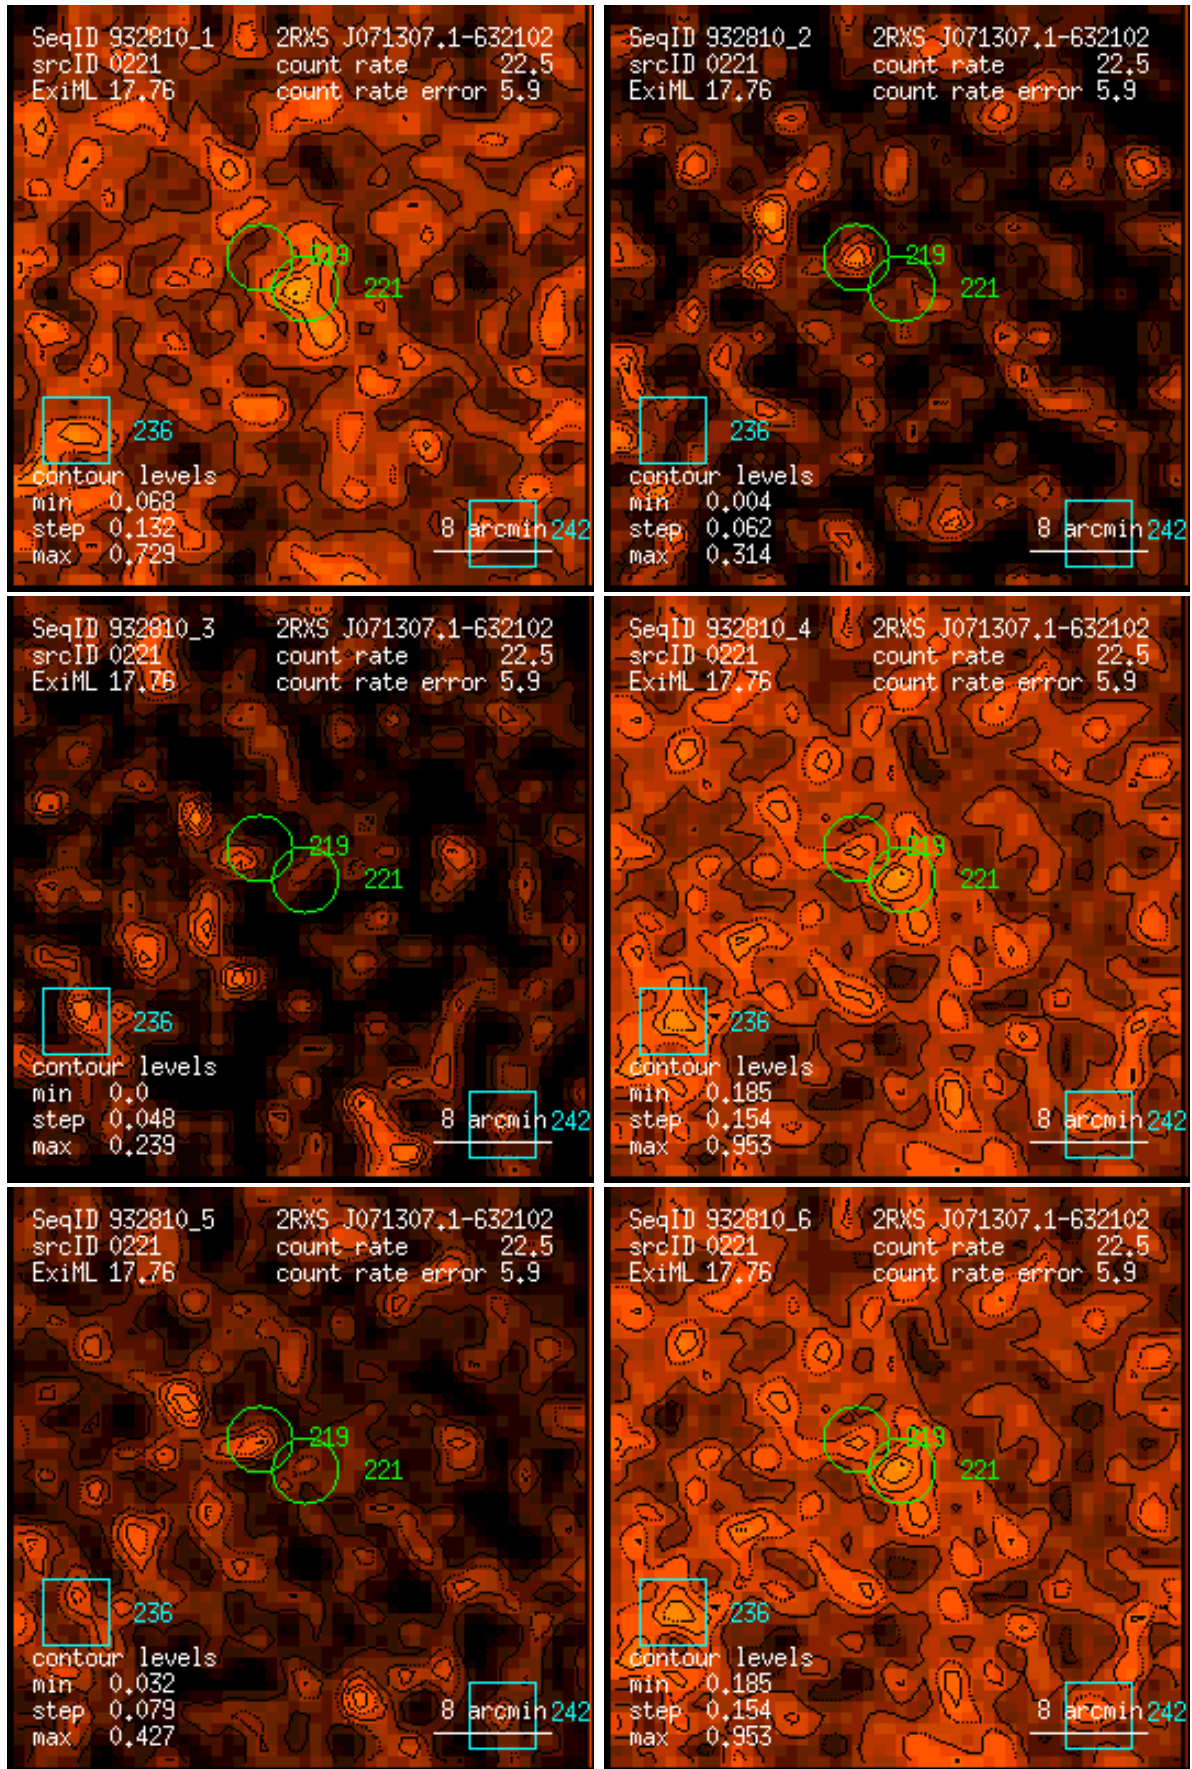 SeqID 932810_1 2RXS J071307.1-632102
srcID 0221 count rate 22.5
ExiML 17.76 count rate error 5.9
219
221
236
contour levels
min 0.068
step 0.132 8 arcmin 242
max 0.729
SeqID 932810_2 2RXS J071307.1-632102
srcID 0221 count rate 22.5
ExiML 17.76 count rate error 5.9
219
221
236
contour levels
min 0.004
step 0.062 8 arcmin 242
max 0.314
SeqID 932810_3 2RXS J071307.1-632102
srcID 0221 count rate 22.5
ExiML 17.76 count rate error 5.9
219
221
236
contour levels
min 0.0
step 0.048 8 arcmin 242
max 0.239
SeqID 932810_4 2RXS J071307.1-632102
srcID 0221 count rate 22.5
ExiML 17.76 count rate error 5.9
219
221
236
contour levels
min 0.185
step 0.154 8 arcmin 242
max 0.953
SeqID 932810_5 2RXS J071307.1-632102
srcID 0221 count rate 22.5
ExiML 17.76 count rate error 5.9
219
221
236
contour levels
min 0.032
step 0.079 8 arcmin 242
max 0.427
SeqID 932810_6 2RXS J071307.1-632102
srcID 0221 count rate 22.5
ExiML 17.76 count rate error 5.9
219
221
236
contour levels
min 0.185
step 0.154 8 arcmin 242
max 0.953